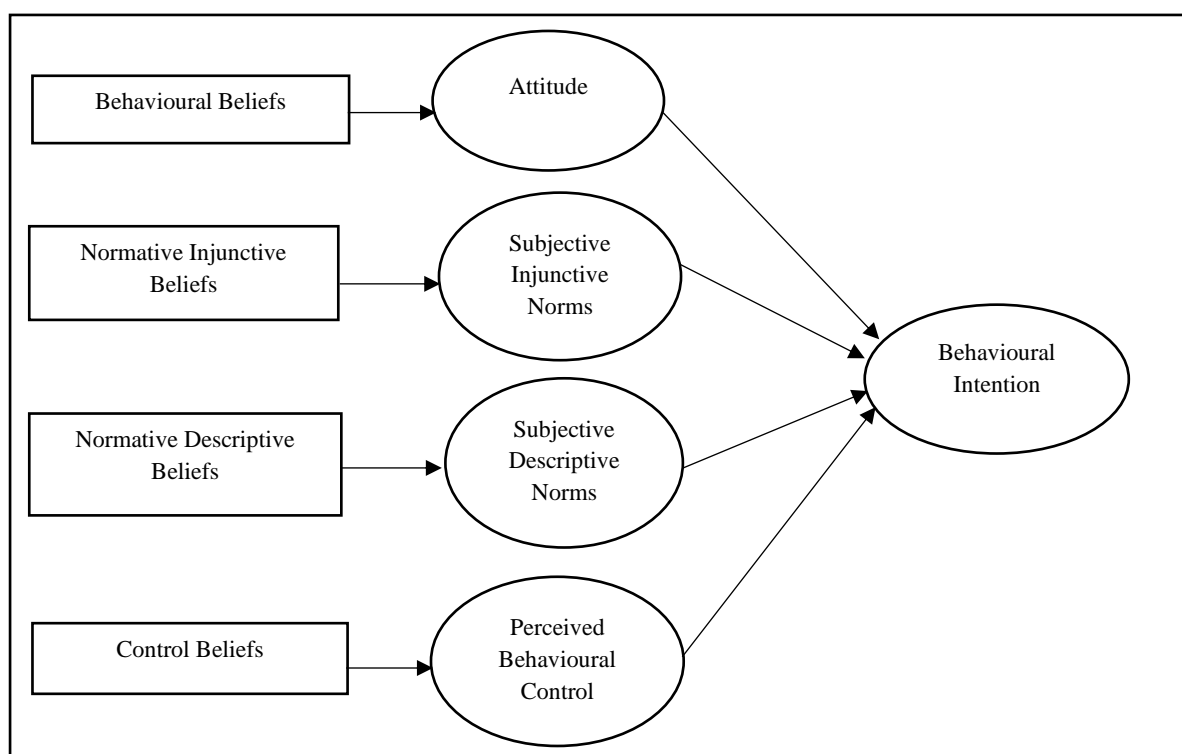 Behavioural Beliefs
Attitude
Normative Injunctive
Beliefs
Subjective
Injunctive
Norms
Behavioural
Intention
Normative Descriptive
Beliefs
Subjective
Descriptive
Norms
Control Beliefs
Perceived
Behavioural
Control